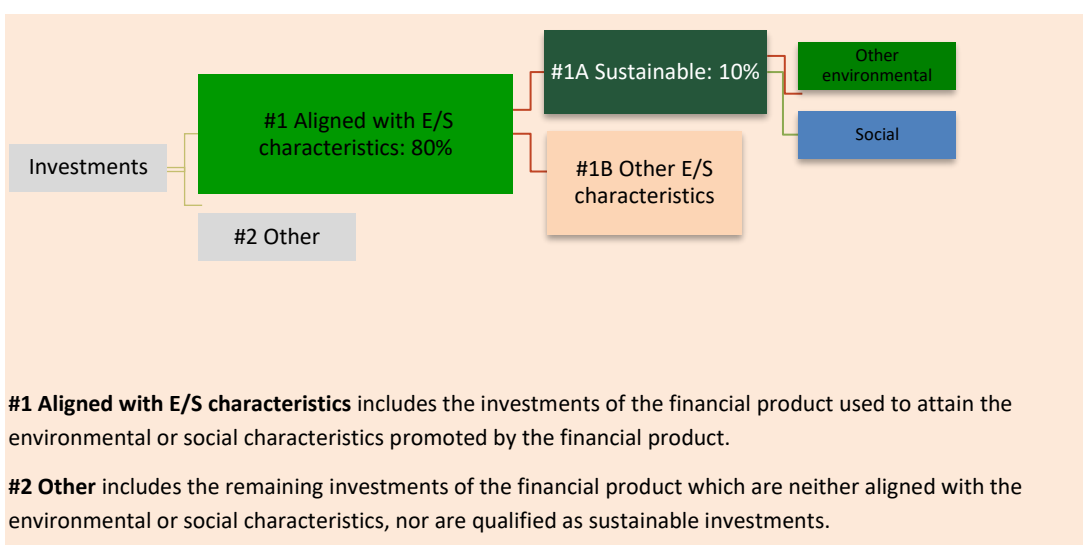 Investments
#1 Aligned with E/S
characteristics: 80%
#2 Other
#1A Sustainable: 10%
#1B Other E/S
characteristics
Other
environmental
Social
#1 Aligned with E/S characteristics includes the investments of the financial product used to attain the
environmental or social characteristics promoted by the financial product.
#2 Other includes the remaining investments of the financial product which are neither aligned with the
environmental or social characteristics, nor are qualified as sustainable investments.